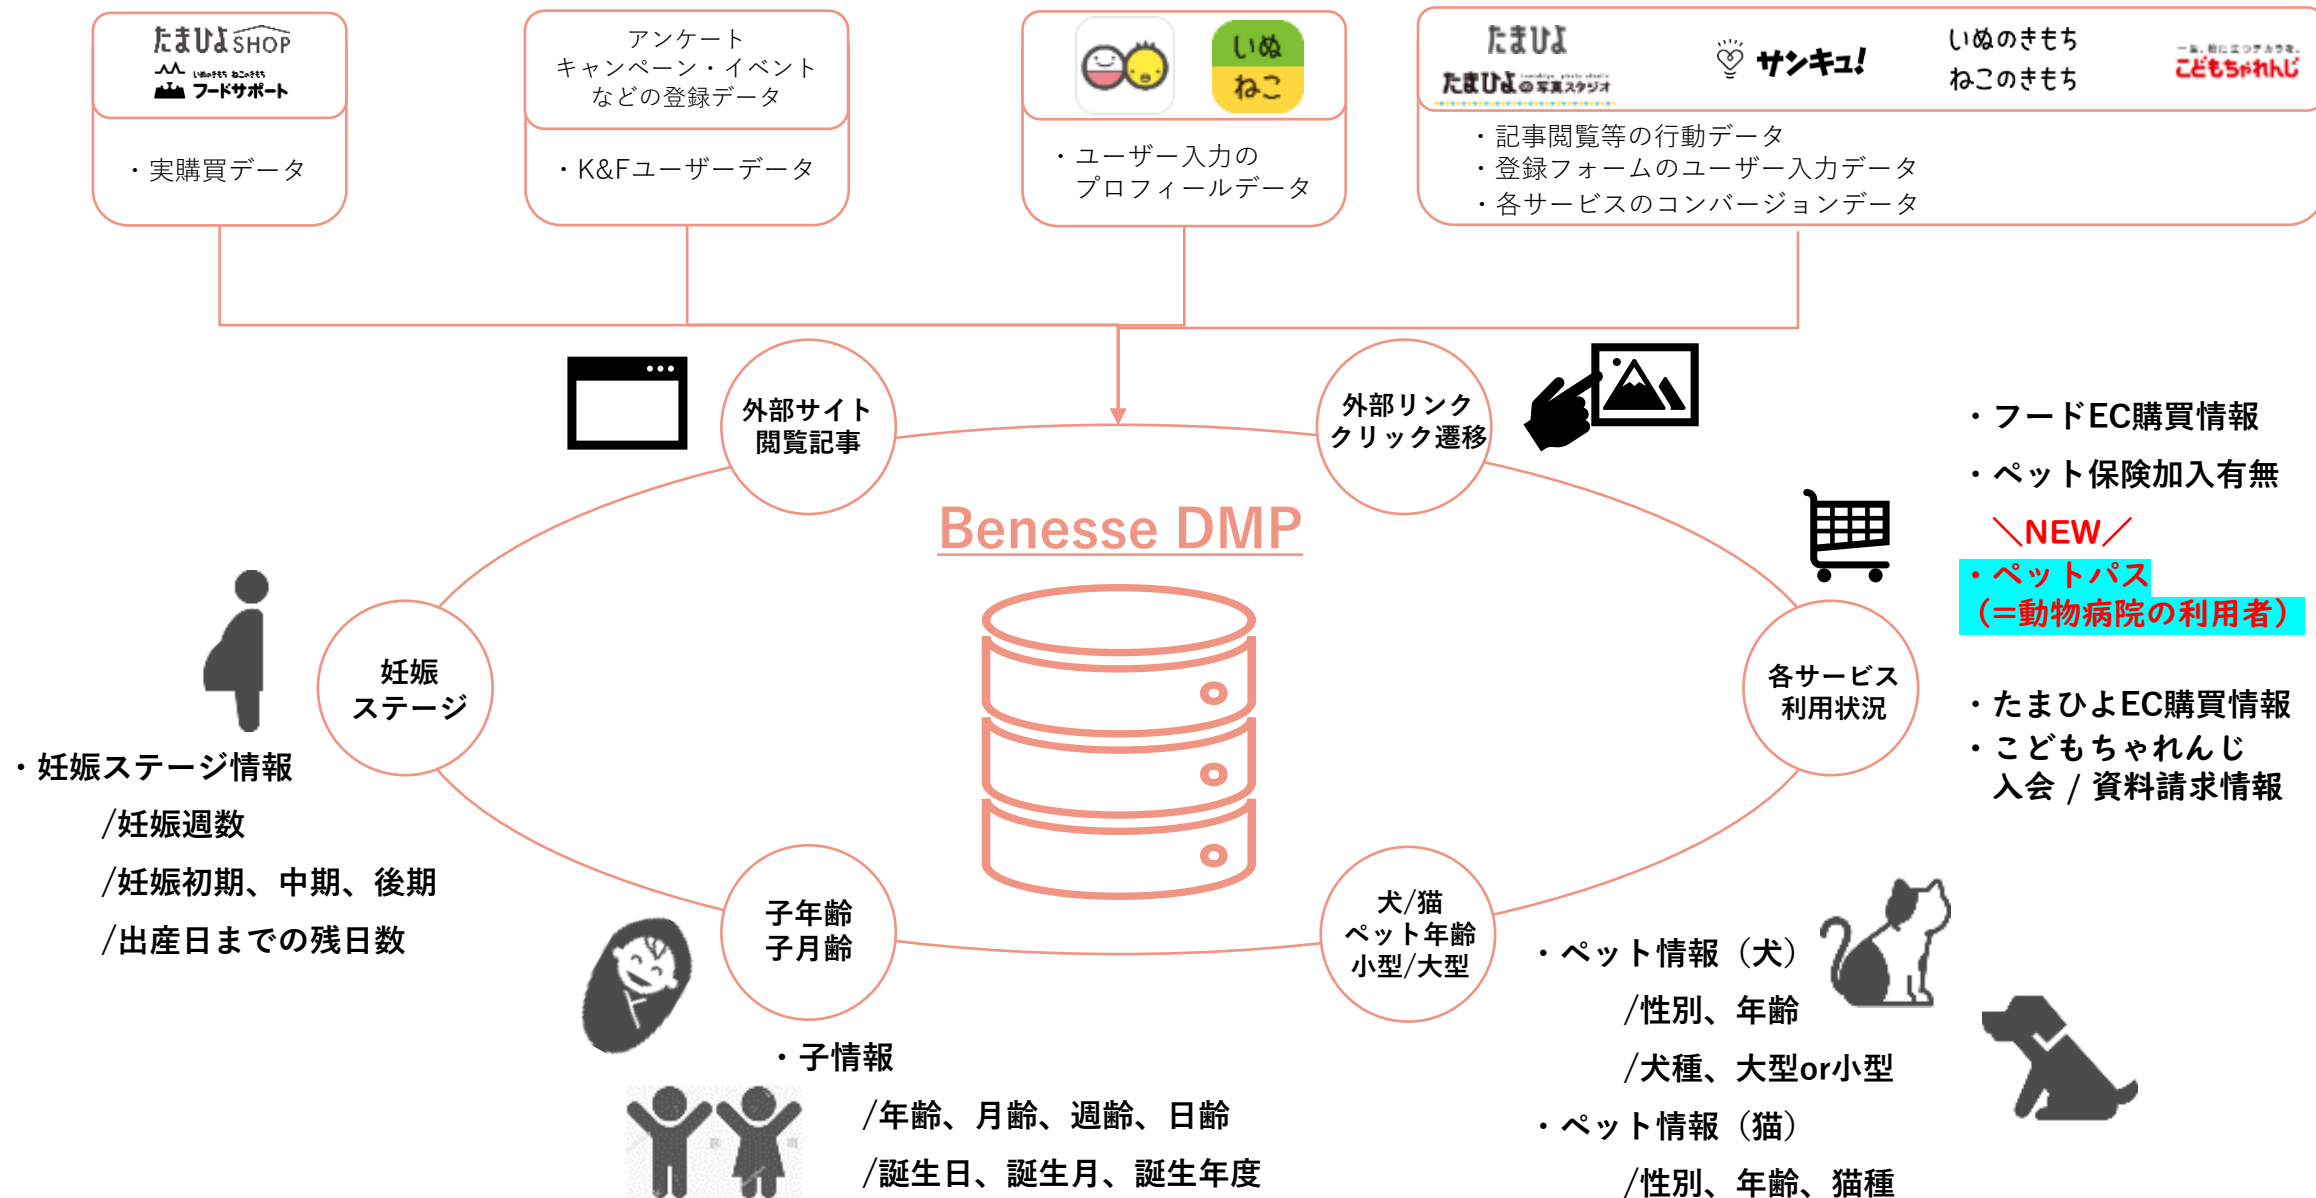 たまひよSHOP
いぬのきもち ねこのきもち
フードサポート
・実購買データ
アンケート
キャンペーン・イベント
などの登録データ
・K&Fユーザーデータ
いぬ
ねこ
・ユーザー入力の
プロフィールデータ
たまひよ
たまひよの写真スタジオ
サンキュ!
いぬのきもち
ねこのきもち
こどもちゃれんじ
・記事閲覧等の行動データ
・登録フォームのユーザー入力データ
・各サービスのコンバージョンデータ
外部サイト
閲覧記事
外部リンク
クリック遷移
Benesse DMP
・フードEC購買情報
・ペット保険加入有無
＼NEW／
・ペットパス
（=動物病院の利用者）
・たまひよEC購買情報
・こどもちゃれんじ
入会 / 資料請求情報
各サービス
利用状況
妊娠
ステージ
・妊娠ステージ情報
/妊娠週数
/妊娠初期、中期、後期
/出産日までの残日数
子年齢
子月齢
・子情報
/年齢、月齢、週齢、日齢
/誕生日、誕生月、誕生年度
犬/猫
ペット年齢
小型/大型
・ペット情報（犬）
/性別、年齢
/犬種、大型or小型
・ペット情報（猫）
/性別、年齢、猫種